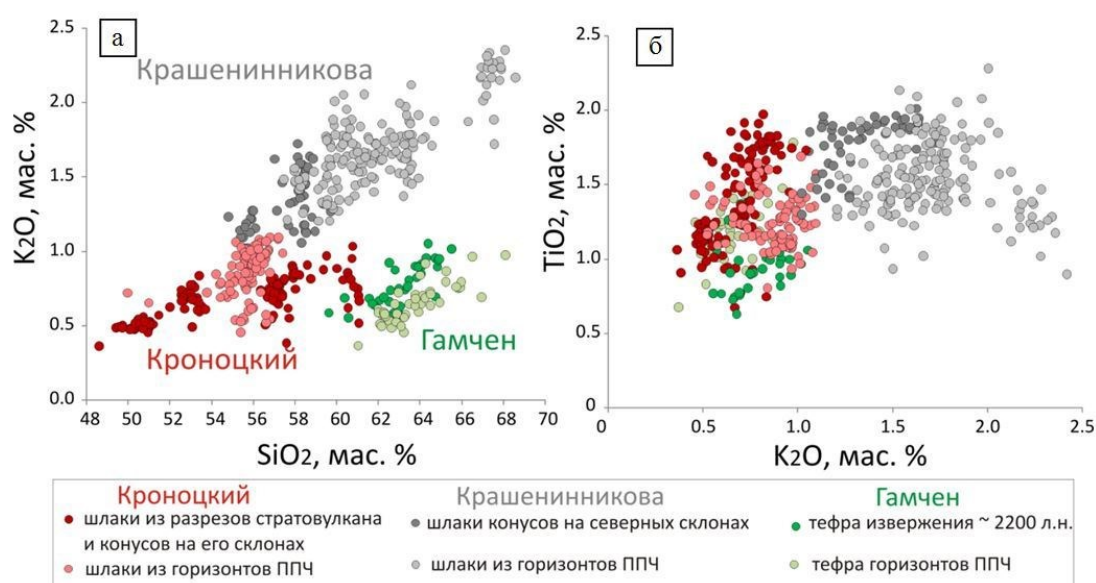 а
Крашенинникова
Кроноцкий
Гамчен
K2O, мас. %
2.5
2.0
1.5
1.0
0.5
0.0
48 50 52 54 56 58 60 62 64 66 68 70
SiO2, мас. %
б
TiO2, мас. %
2.5
2.0
1.5
1.0
0.5
0
0 0.5 1.0 1.5 2.0 2.5
K2O, мас. %
Кроноцкий
шлаки из разрезов стратовулкана
и конусов на его склонах
шлаки из горизонтов ППЧ
Крашенинникова
шлаки конусов на северных склонах
шлаки из горизонтов ППЧ
Гамчен
тефра извержения ~ 2200 л.н.
тефра горизонтов ППЧ